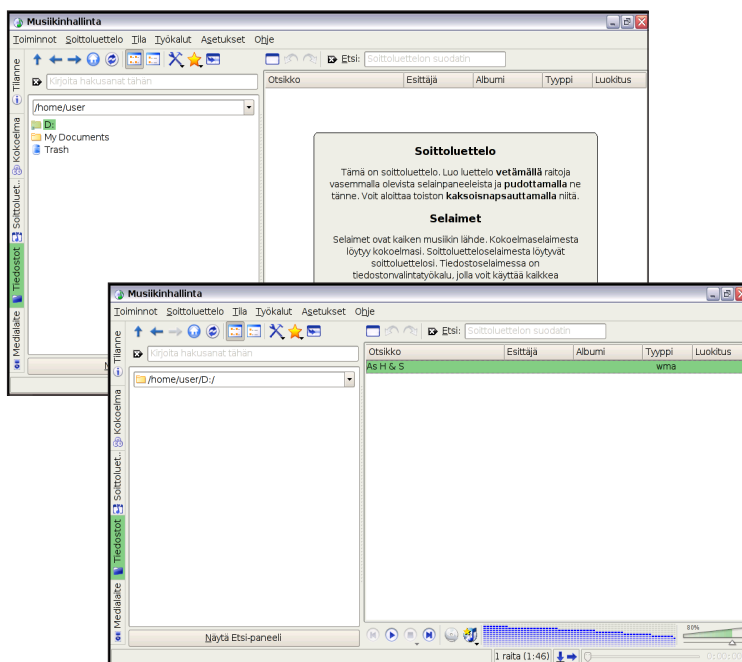 Musiikinhallinta
Toiminnot Soittoluettelo Tila Työkalut Asetukset Ohje
Etsi: Soittoluettelon suodatin
Kirjoita hakusanat tähän
Otsikko Esittäjä Albumi Tyyppi Luokitus
/home/user
D:
My Documents
Trash
Tilanne
Kokoelma
Soittoluet..
Tiedostot
Medialaite
Soittoluettelo
Tämä on soittoluettelo. Luo luettelo vetämällä raitoja
vasemmalla olevista selainpaneeleista ja pudottamalla ne
tänne. Voit aloittaa toiston kaksoisnapsauttamalla niitä.
Selaimet
Selaimet ovat kaiken musiikin lähde. Kokoelmaselaimesta
löytyy kokoelmasi. Soittoluetteloselaimesta löytyvät
soittoluettelosi. Tiedostoselaimessa on
tiedostonvalintatyökalu, jolla voit käyttää kaikkea
Musiikinhallinta
Toiminnot Soittoluettelo Tila Työkalut Asetukset Ohje
Etsi: Soittoluettelon suodatin
Kirjoita hakusanat tähän
Otsikko Esittäjä Albumi Tyyppi Luokitus
As H & S wma
/home/user/D:/
Tilanne
Kokoelma
Soittoluet..
Tiedostot
Medialaite
Näytä Etsi-paneeli
80%
1 raita (1:46)
0:00:00